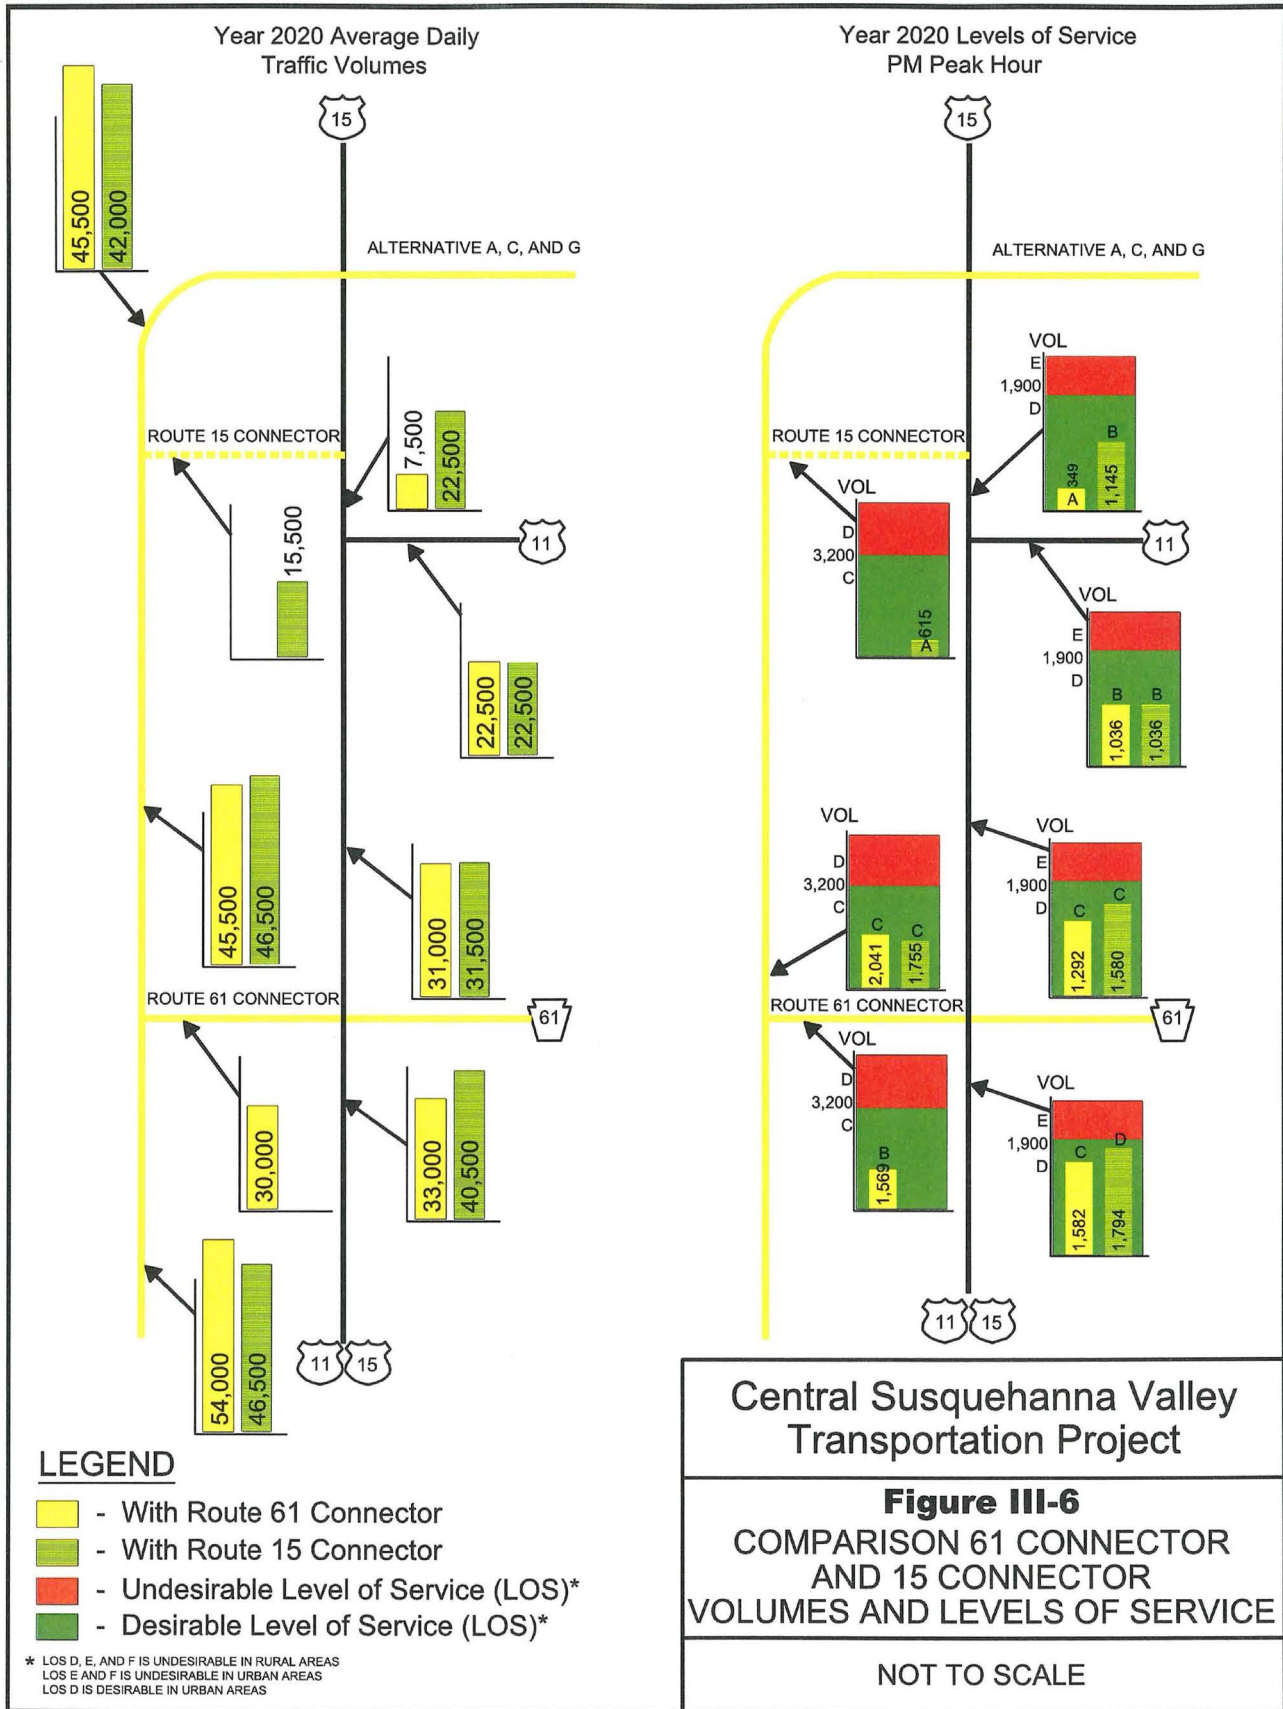 Year 2020 Average Daily
Traffic Volumes
15
45,500
42,000
ALTERNATIVE A, C, AND G
7,500
22,500
ROUTE 15 CONNECTOR
15,500
11
22,500
22,500
45,500
46,500
31,000
31,500
ROUTE 61 CONNECTOR
61
30,000
33,000
40,500
54,000
46,500
11
15
Year 2020 Levels of Service
PM Peak Hour
15
ALTERNATIVE A, C, AND G
VOL
E
1,900
D
349
A
B
1,145
ROUTE 15 CONNECTOR
VOL
D
3,200
C
615
A
11
VOL
E
1,900
D
B
1,036
B
1,036
VOL
D
3,200
C
C
2,041
C
1,755
VOL
E
1,900
D
C
1,292
C
1,580
ROUTE 61 CONNECTOR
61
VOL
D
3,200
C
B
1,569
VOL
E
1,900
D
C
1,582
D
1,794
11
15
LEGEND
- With Route 61 Connector
- With Route 15 Connector
- Undesirable Level of Service (LOS)*
- Desirable Level of Service (LOS)*
* LOS D, E, AND F IS UNDESIRABLE IN RURAL AREAS
LOS E AND F IS UNDESIRABLE IN URBAN AREAS
LOS D IS DESIRABLE IN URBAN AREAS
Central Susquehanna Valley
Transportation Project
Figure III-6
COMPARISON 61 CONNECTOR
AND 15 CONNECTOR
VOLUMES AND LEVELS OF SERVICE
NOT TO SCALE